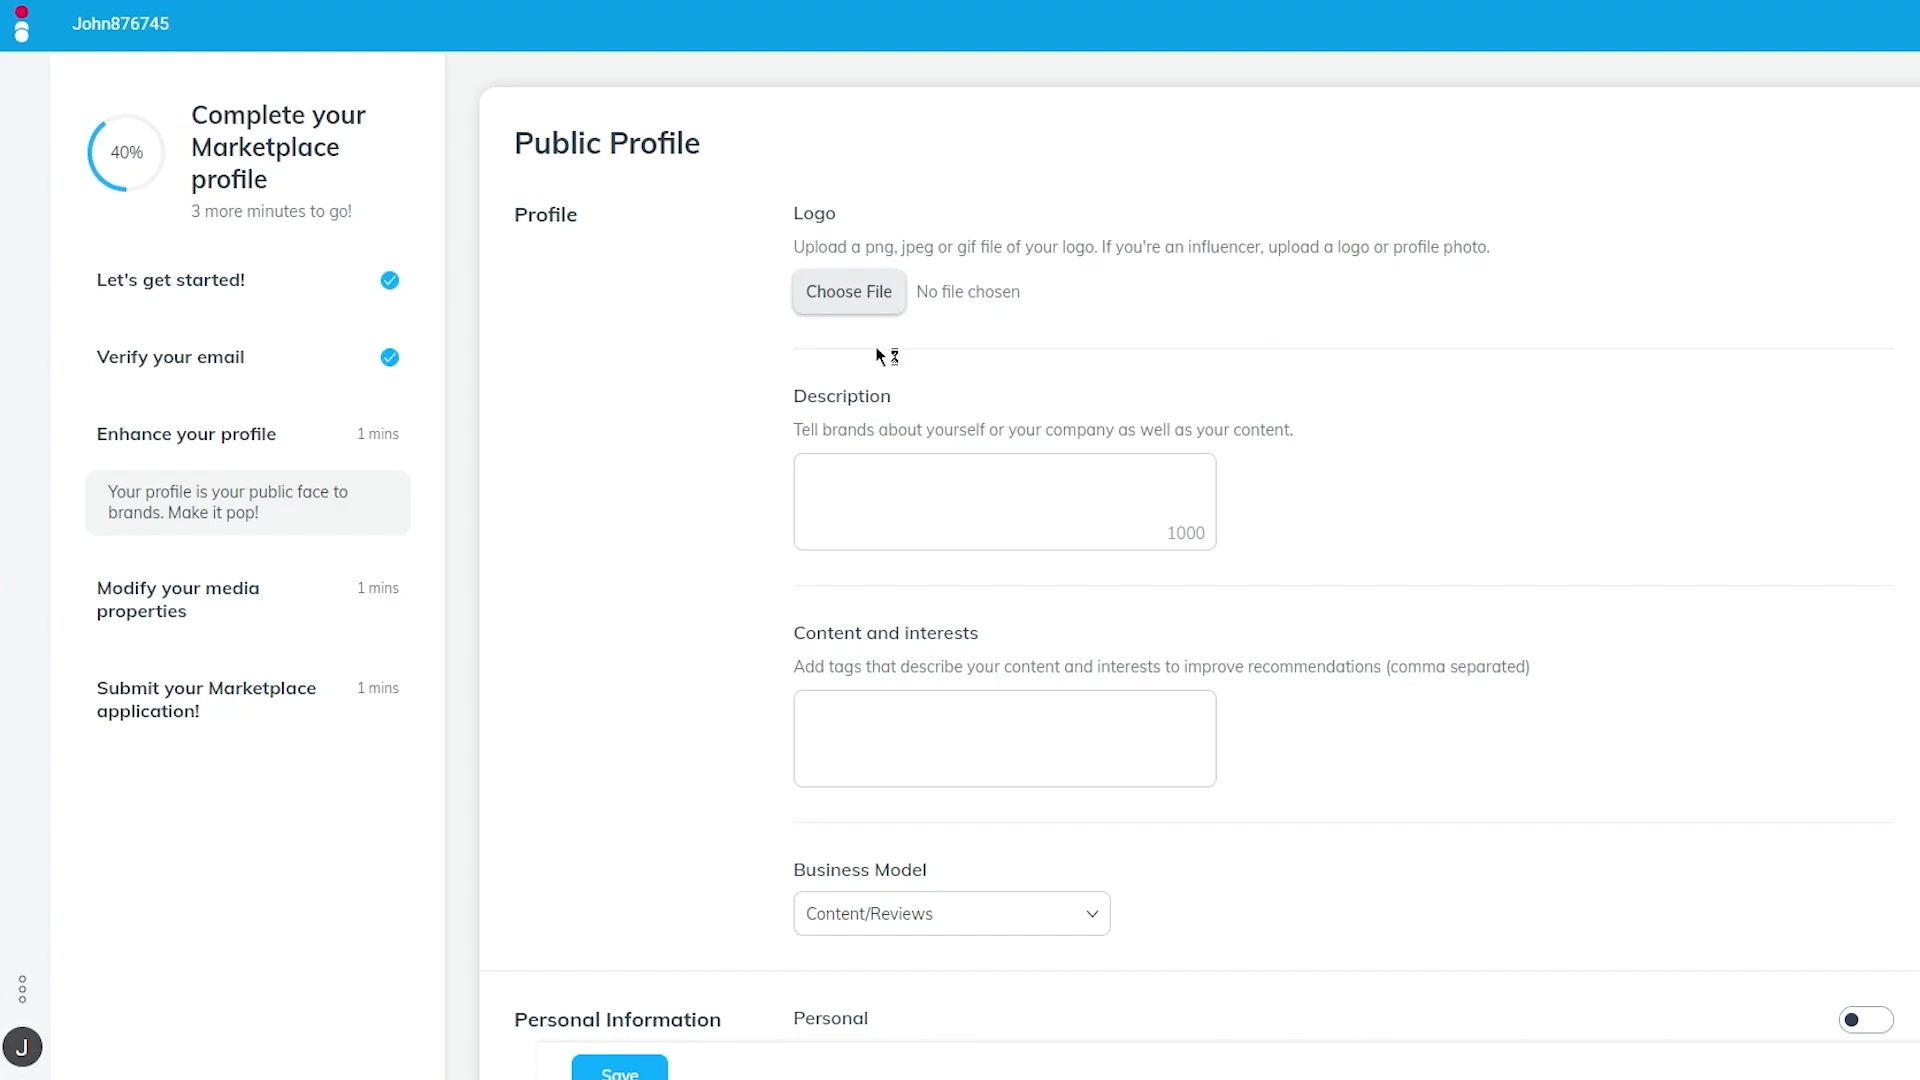 John876745
40%
Complete your
Marketplace
profile
3 more minutes to go!
Let's get started!
Verify your email
Enhance your profile
1 mins
Your profile is your public face to
brands. Make it pop!
Modify your media
properties
1 mins
Submit your Marketplace
application!
1 mins
J
Public Profile
Profile
Logo
Upload a png, jpeg or gif file of your logo. If you're an influencer, upload a logo or profile photo.
Choose File
No file chosen
Description
Tell brands about yourself or your company as well as your content.
1000
Content and interests
Add tags that describe your content and interests to improve recommendations (comma separated)
Business Model
Content/Reviews
Personal Information
Personal
Save